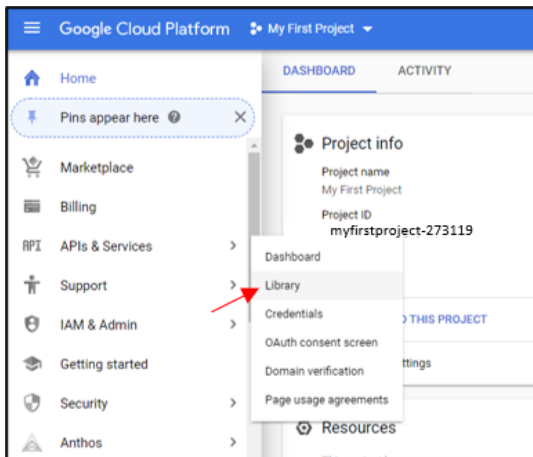 Google Cloud Platform My First Project
Home
Pins appear here
Marketplace
Billing
API APIs & Services
Support
IAM & Admin
Getting started
Security
Anthos
DASHBOARD ACTIVITY
Project info
Project name
My First Project
Project ID
myfirstproject-273119
Dashboard
Library
Credentials
OAuth consent screen
Domain verification
Page usage agreements
THIS PROJECT
Resources